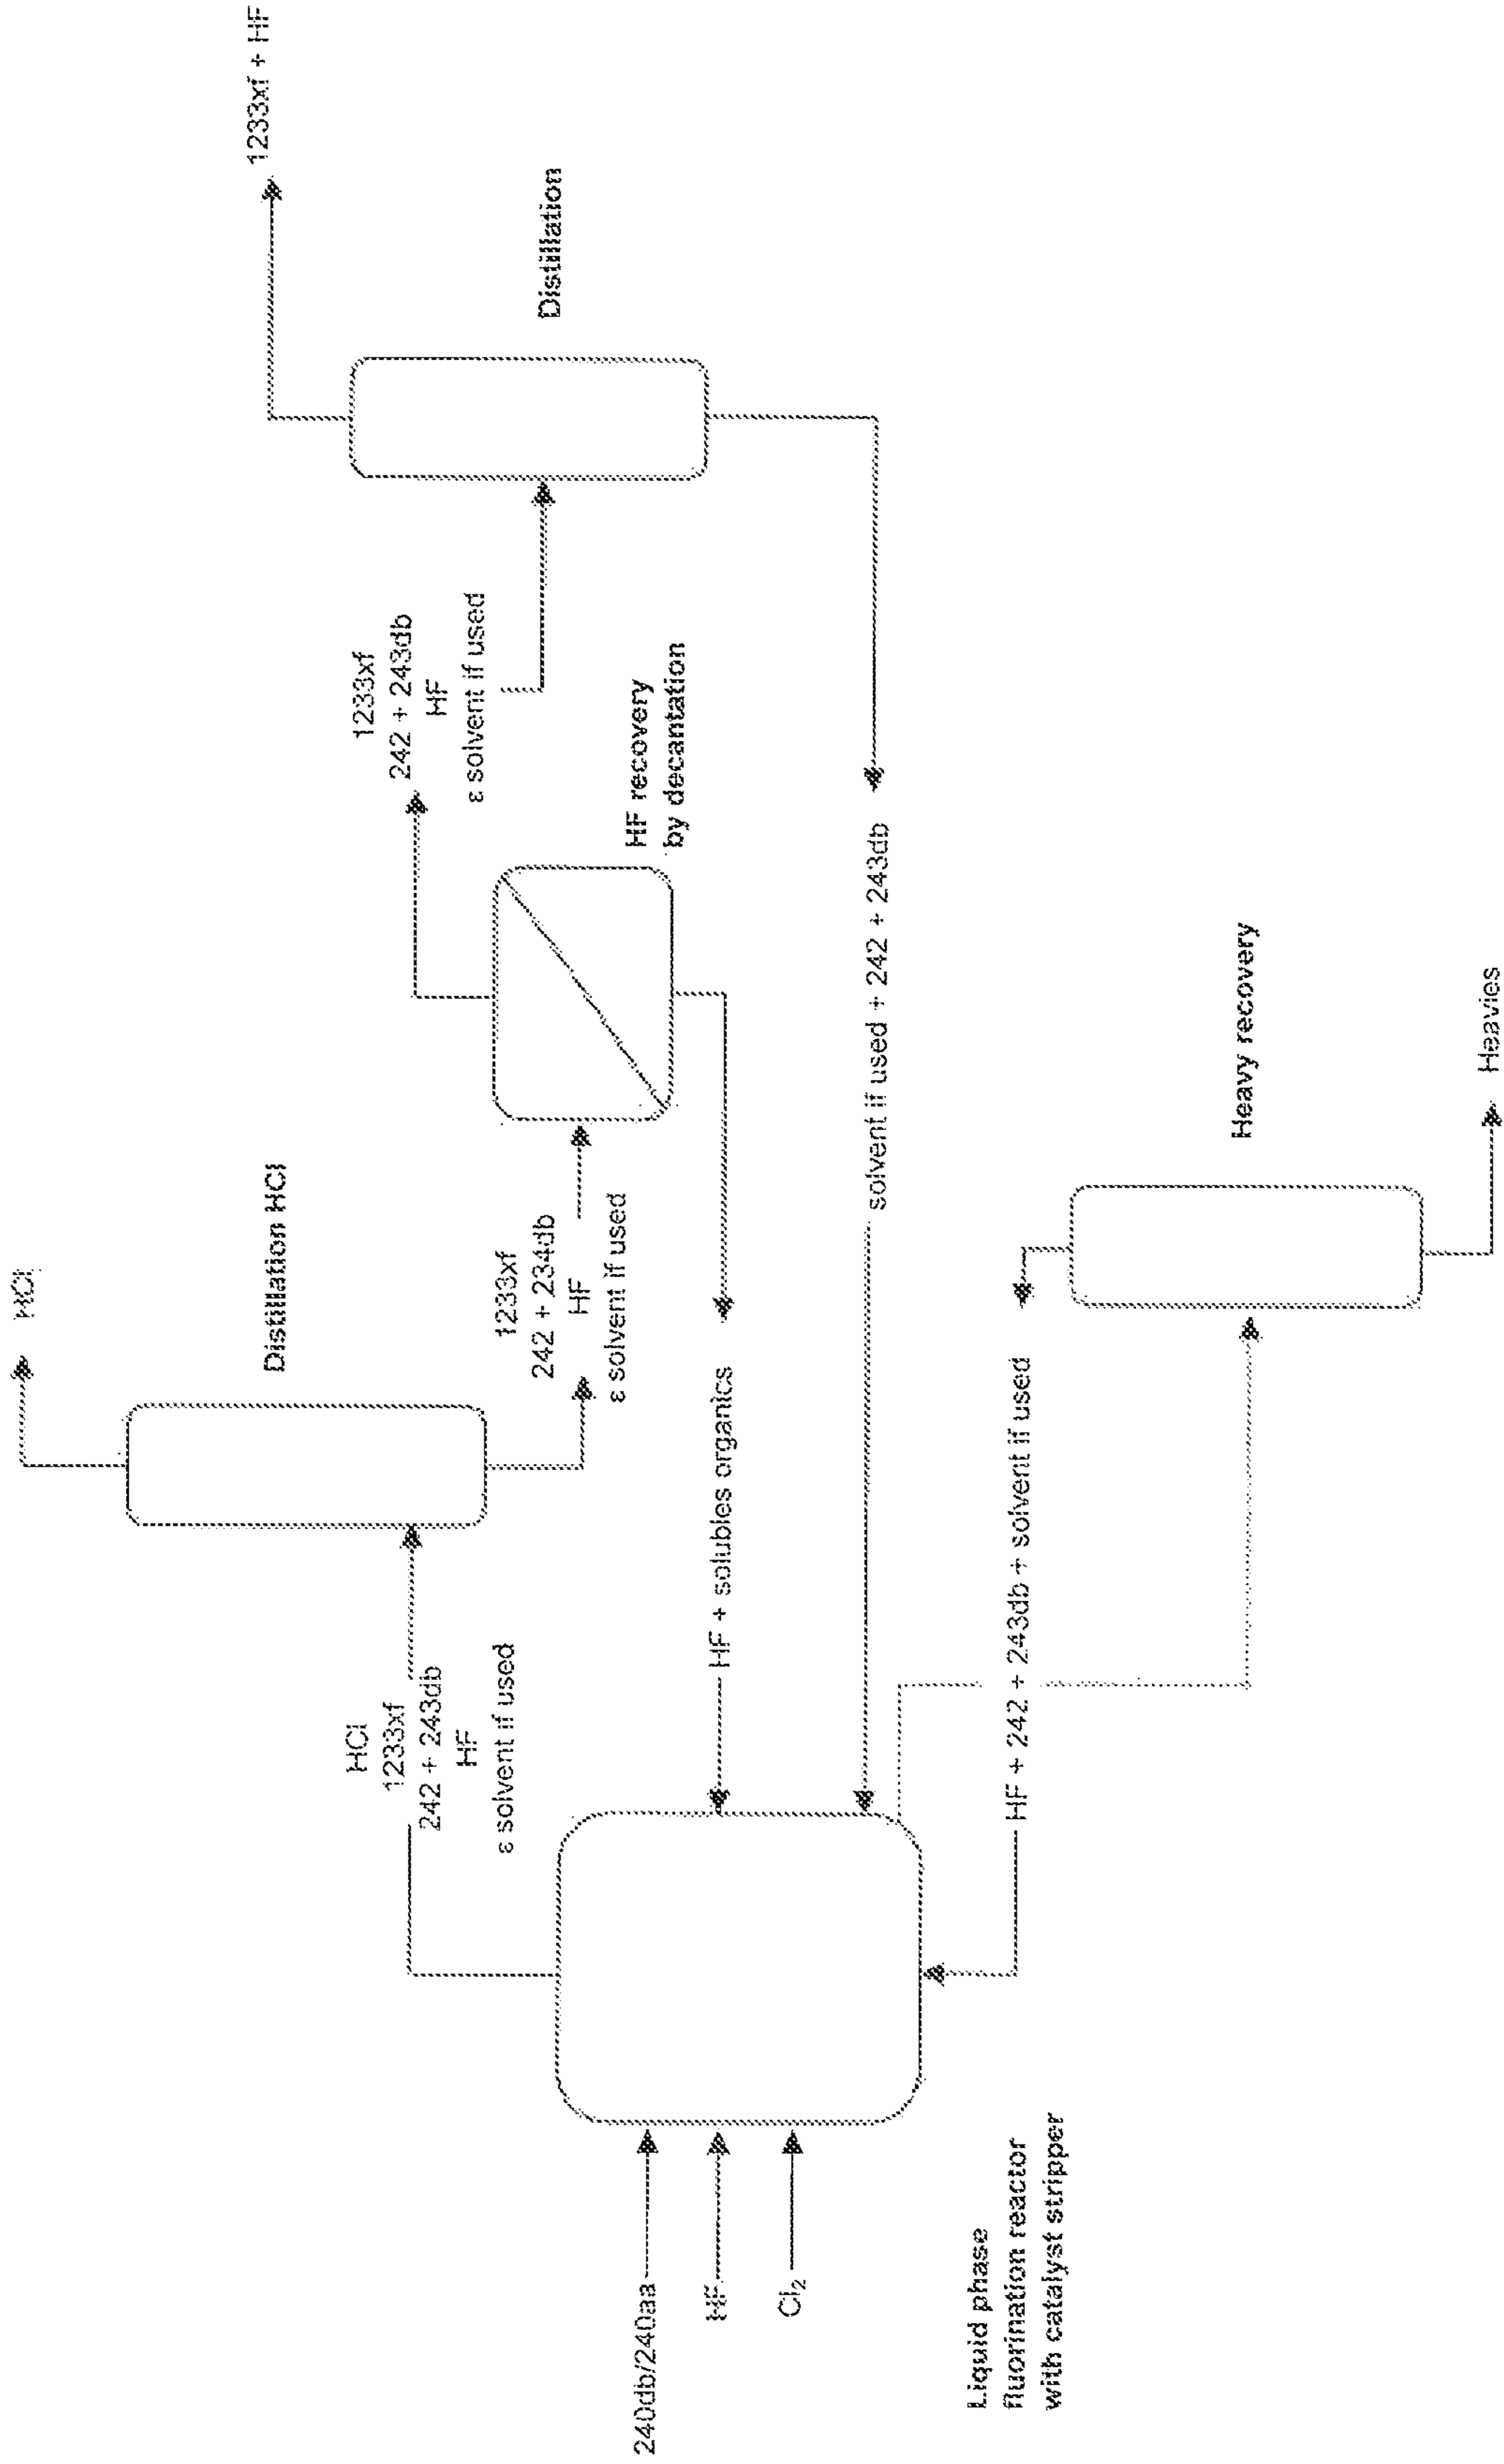 HCl
Distillation HCl
HCl
1233xf
242 + 243db
HF
ε solvent if used
1233xf
242 + 234db
HF
ε solvent if used
HF recovery
by decantation
1233xf
242 + 243db
HF
ε solvent if used
Distillation
1233xf + HF
240db/240aa
HF
Cl₂
Liquid phase
fluorination reactor
with catalyst stripper
HF + solubles organics
solvent if used + 242 + 243db
HF + 242 + 243db + solvent if used
Heavy recovery
Heavies